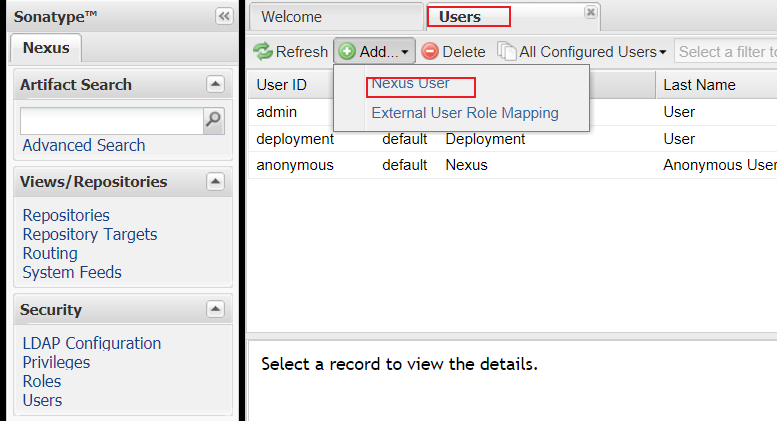 Sonatype™
Nexus
Artifact Search
Advanced Search
Views/Repositories
Repositories
Repository Targets
Routing
System Feeds
Security
LDAP Configuration
Privileges
Roles
Users
Welcome
Users
Refresh Add... Delete All Configured Users Select a filter to
Nexus User
External User Role Mapping
User ID Last Name
admin User
deployment default Deployment User
anonymous default Nexus Anonymous User
Select a record to view the details.